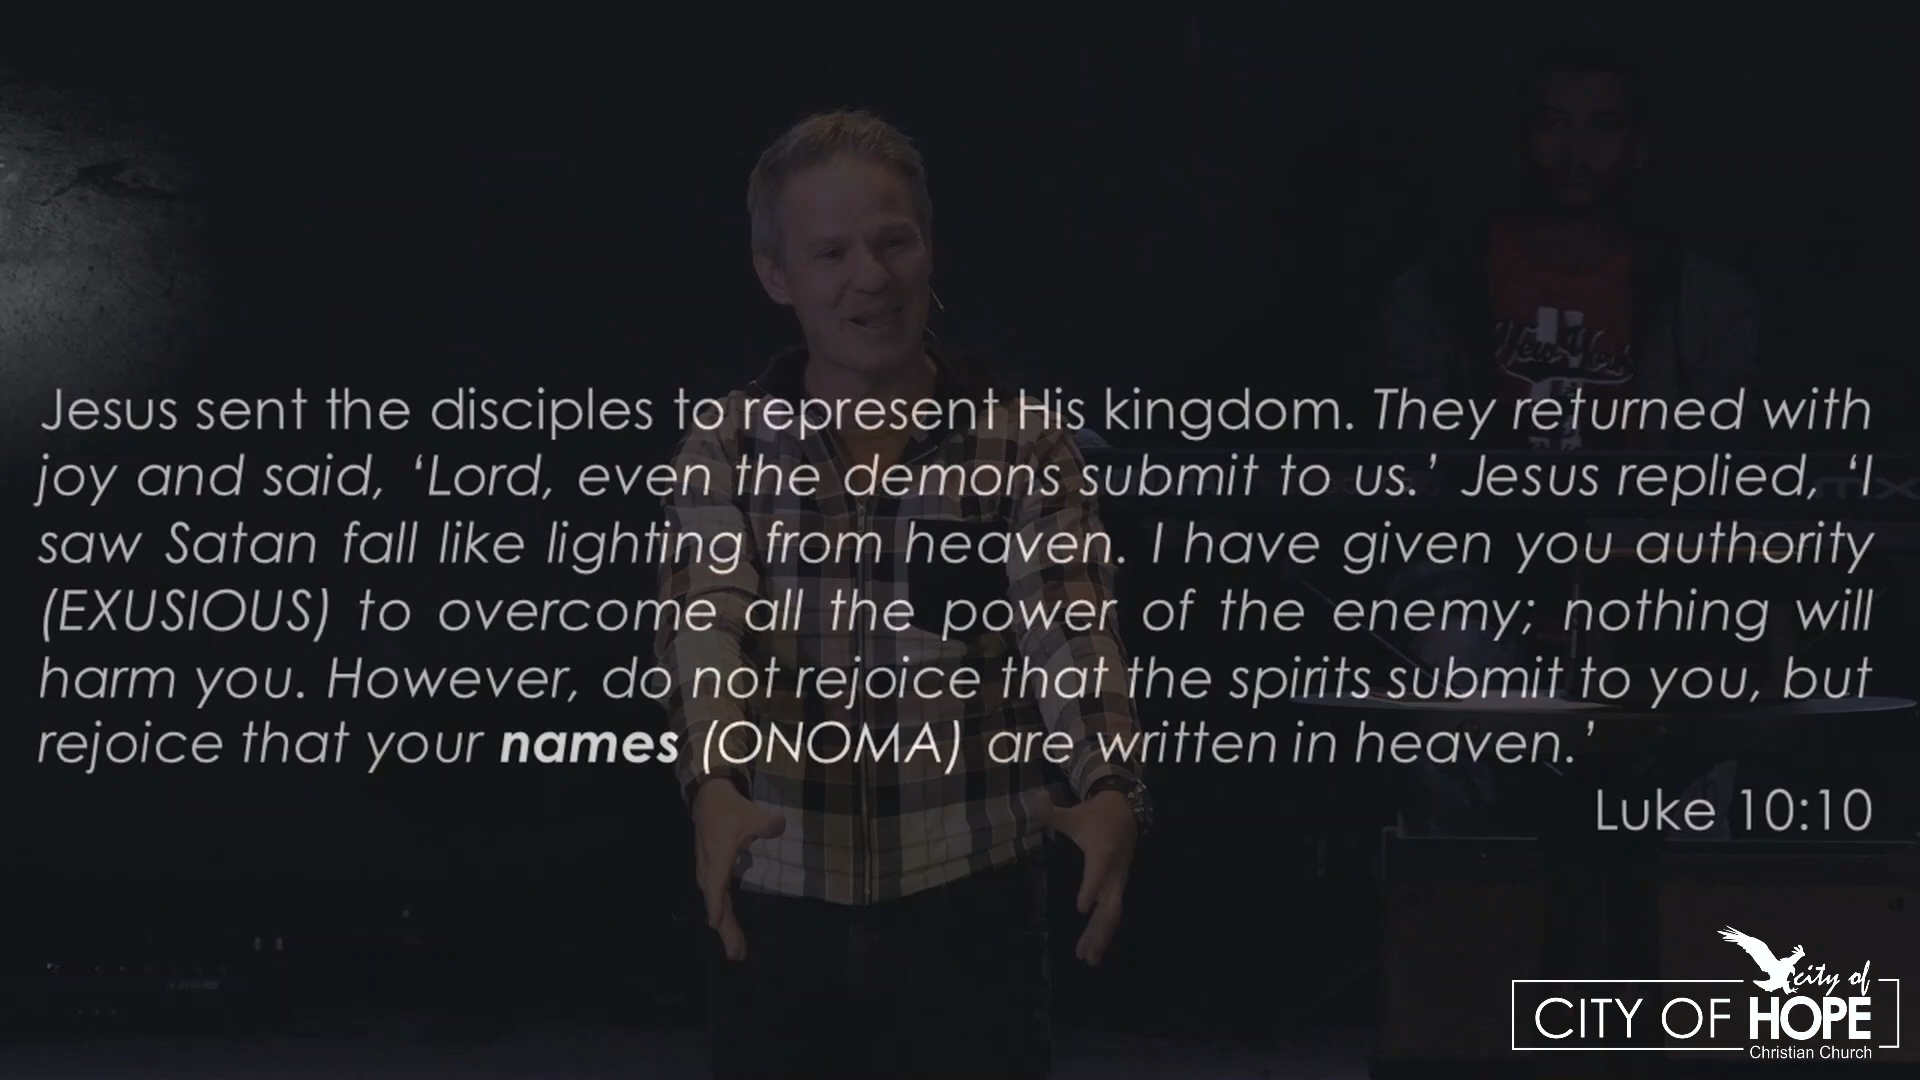 Jesus sent the disciples to represent His kingdom. They returned with
joy and said, ‘Lord, even the demons submit to us.’ Jesus replied, ‘I
saw Satan fall like lighting from heaven. I have given you authority
(EXUSIOUS) to overcome all the power of the enemy; nothing will
harm you. However, do not rejoice that the spirits submit to you, but
rejoice that your names (ONOMA) are written in heaven.’
Luke 10:10
New York
city of
CITY OF HOPE
Christian Church